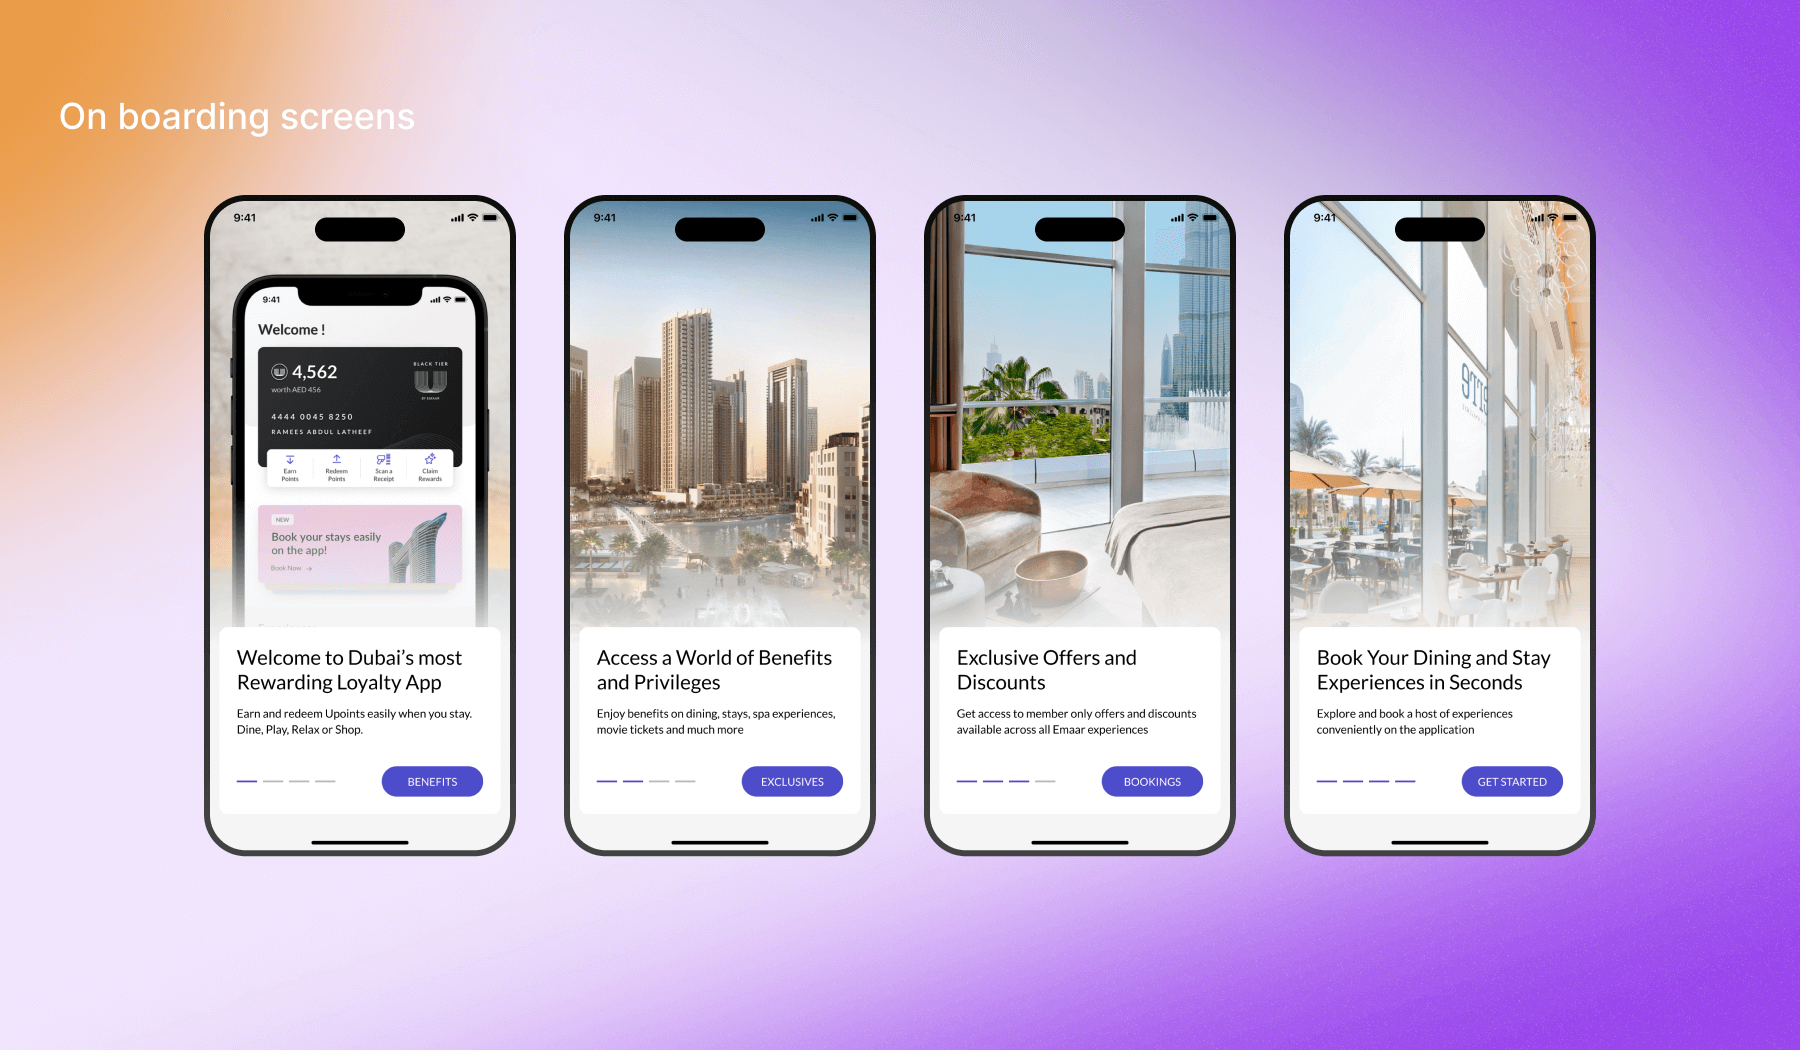 On boarding screens
9:41
9:41
Welcome !
4,562
worth AED 456
BLACK TIER
BY EMAAR
4444 0045 8250
RAMEES ABDUL LATHEEF
Earn Points
Redeem Points
Scan a Receipt
Claim Rewards
NEW
Book your stays easily
on the app!
Book Now →
Welcome to Dubai’s most
Rewarding Loyalty App
Earn and redeem Upoints easily when you stay.
Dine, Play, Relax or Shop.
BENEFITS
9:41
Access a World of Benefits
and Privileges
Enjoy benefits on dining, stays, spa experiences,
movie tickets and much more
EXCLUSIVES
9:41
Exclusive Offers and
Discounts
Get access to member only offers and discounts
available across all Emaar experiences
BOOKINGS
9:41
Book Your Dining and Stay
Experiences in Seconds
Explore and book a host of experiences
conveniently on the application
GET STARTED